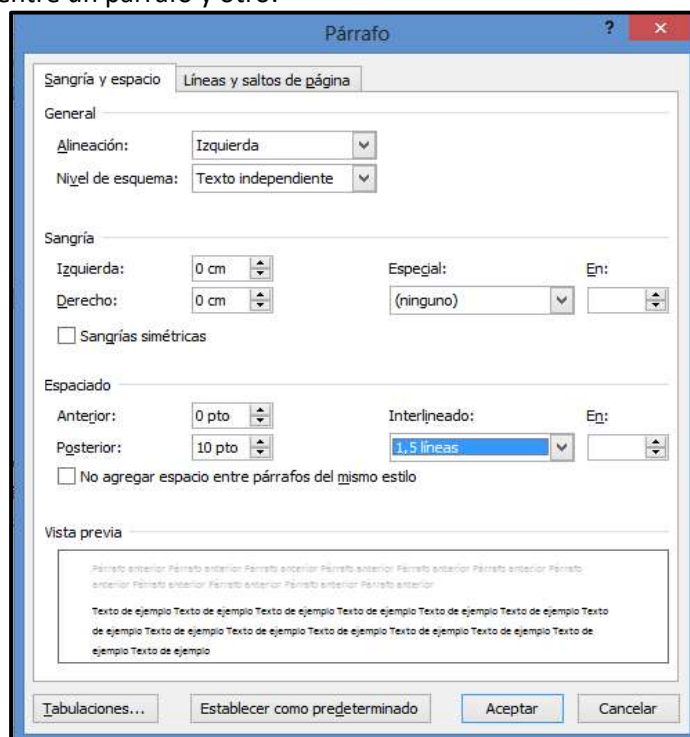 entre un párrafo y otro.
Párrafo ? ×
Sangría y espacio Líneas y saltos de página
General
Alineación: Izquierda
Nivel de esquema: Texto independiente
Sangría
Izquierda: 0 cm Especial: En:
Derecho: 0 cm (ninguno)
Sangrías simétricas
Espaciado
Anterior: 0 pto Interlineado: En:
Posterior: 10 pto 1,5 líneas
No agregar espacio entre párrafos del mismo estilo
Vista previa
Párrafo anterior Párrafo anterior Párrafo anterior Párrafo anterior Párrafo anterior Párrafo anterior Párrafo
anterior Párrafo anterior Párrafo anterior Párrafo anterior Párrafo anterior
Texto de ejemplo Texto de ejemplo Texto de ejemplo Texto de ejemplo Texto de ejemplo Texto de ejemplo Texto
de ejemplo Texto de ejemplo Texto de ejemplo Texto de ejemplo Texto de ejemplo Texto de ejemplo Texto de
ejemplo Texto de ejemplo
Tabulaciones... Establecer como predeterminado Aceptar Cancelar